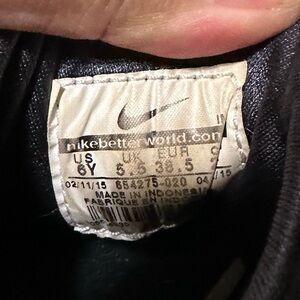 nikebetterworld.com
US UK EUR
6Y 5.5 38.5
02/11/15 654275-020 04 /15
MADE IN INDONESIA
FABRIQUE EN